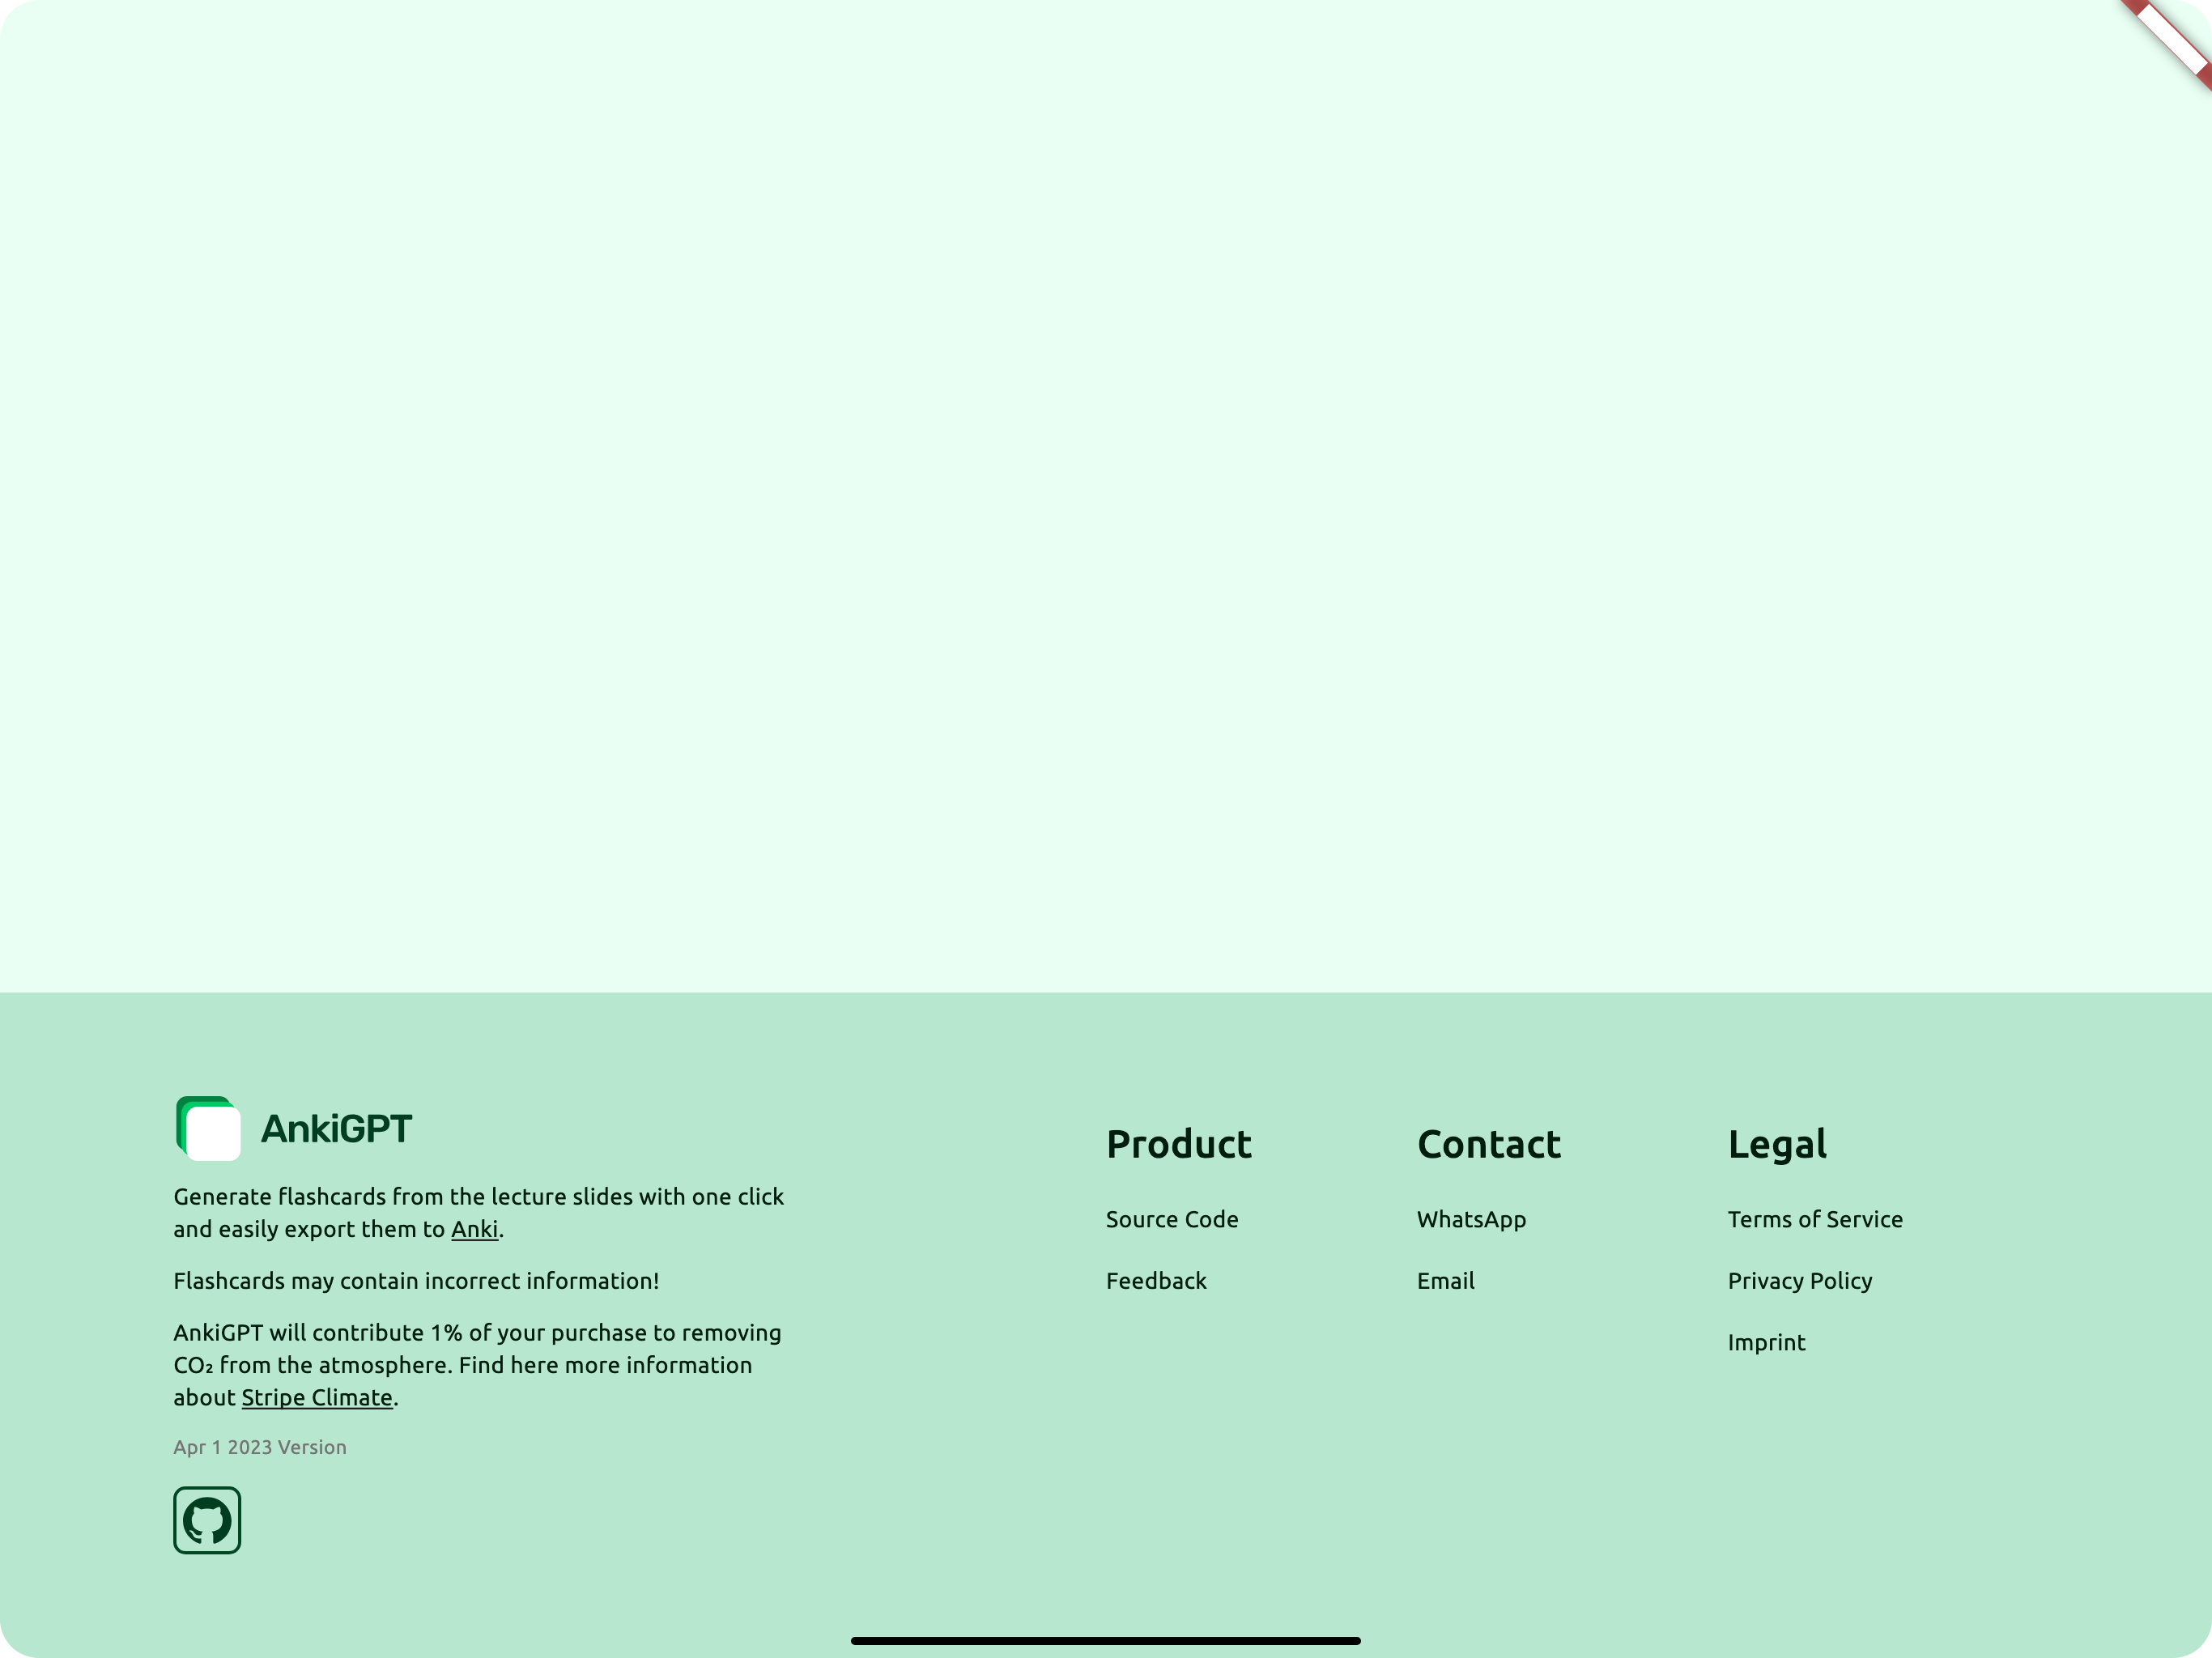 AnkiGPT
Generate flashcards from the lecture slides with one click
and easily export them to Anki.
Flashcards may contain incorrect information!
AnkiGPT will contribute 1% of your purchase to removing
CO₂ from the atmosphere. Find here more information
about Stripe Climate.
Apr 1 2023 Version
Product
Source Code
Feedback
Contact
WhatsApp
Email
Legal
Terms of Service
Privacy Policy
Imprint